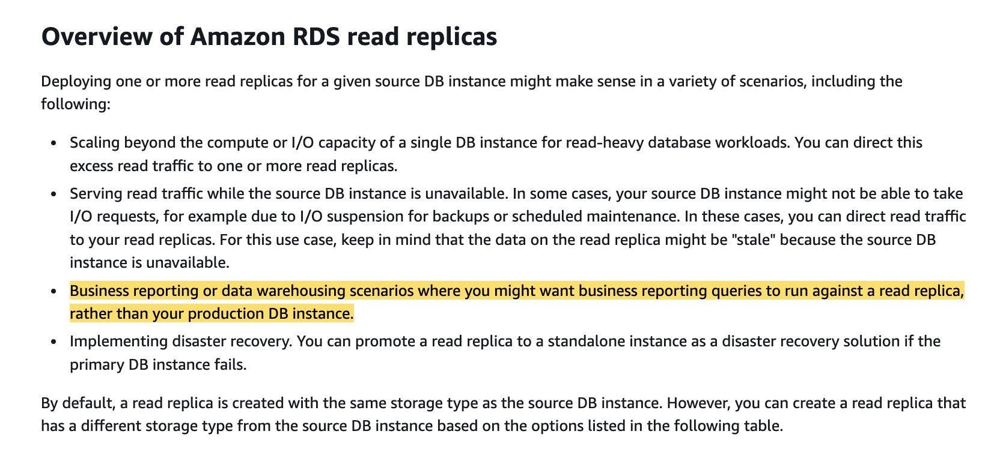 Overview of Amazon RDS read replicas
Deploying one or more read replicas for a given source DB instance might make sense in a variety of scenarios, including the
following:
• Scaling beyond the compute or I/O capacity of a single DB instance for read-heavy database workloads. You can direct this
excess read traffic to one or more read replicas.
• Serving read traffic while the source DB instance is unavailable. In some cases, your source DB instance might not be able to take
I/O requests, for example due to I/O suspension for backups or scheduled maintenance. In these cases, you can direct read traffic
to your read replicas. For this use case, keep in mind that the data on the read replica might be "stale" because the source DB
instance is unavailable.
• Business reporting or data warehousing scenarios where you might want business reporting queries to run against a read replica,
rather than your production DB instance.
• Implementing disaster recovery. You can promote a read replica to a standalone instance as a disaster recovery solution if the
primary DB instance fails.
By default, a read replica is created with the same storage type as the source DB instance. However, you can create a read replica that
has a different storage type from the source DB instance based on the options listed in the following table.